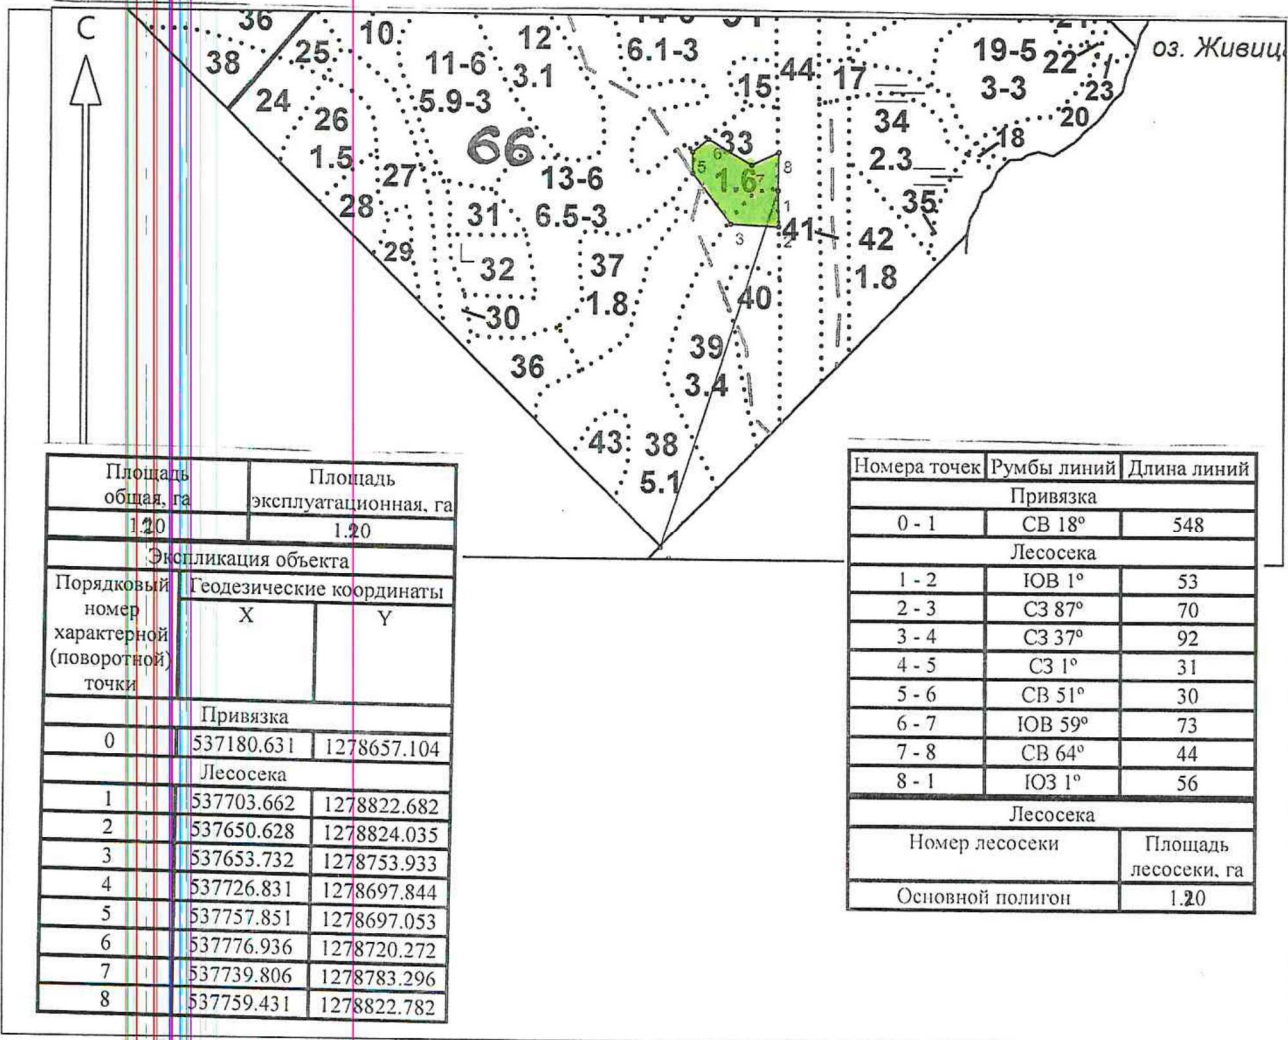 С
36
10
12
6.1-3
19-5
оз. Живиц
38
25
11-6
3.1
44
17
22
24
5.9-3
15
3-3
23
26
66
33
34
20
1.5
13-6
1.6
2.3
18
27
6.5-3
28
31
41
42
35
29
32
37
40
1.8
30
1.8
39
36
3.4
43
38
5.1
5
6
7
8
1
2
3
Площадь общая, га
Площадь эксплуатационная, га
Экспликация объекта
Порядковый номер характерной (поворотной) точки
Геодезические координаты
X Y
Привязка
0 537180.631 1278657.104
Лесосека
1 537703.662 1278822.682
2 537650.628 1278824.035
3 537653.732 1278753.933
4 537726.831 1278697.844
5 537757.851 1278697.053
6 537776.936 1278720.272
7 537739.806 1278783.296
8 537759.431 1278822.782
Номера точек Румбы линий Длина линий
Привязка
0 - 1 СВ 18° 548
Лесосека
1 - 2 ЮВ 1° 53
2 - 3 СЗ 87° 70
3 - 4 СЗ 37° 92
4 - 5 СЗ 1° 31
5 - 6 СВ 51° 30
6 - 7 ЮВ 59° 73
7 - 8 СВ 64° 44
8 - 1 ЮЗ 1° 56
Лесосека
Номер лесосеки
Площадь лесосеки, га
Основной полигон